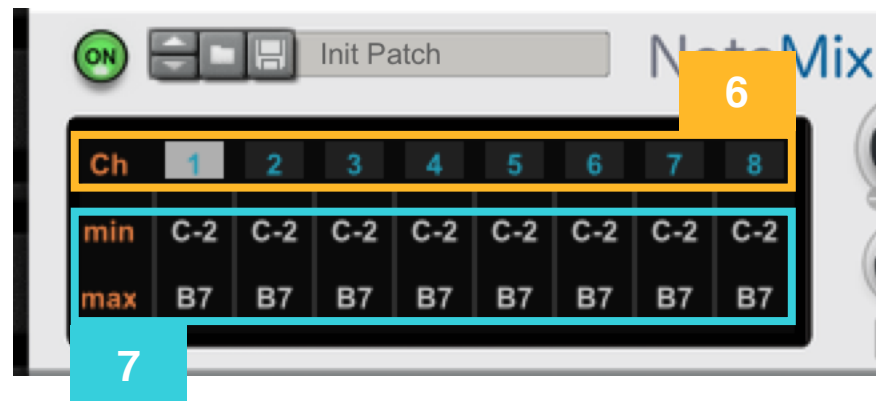 ON Init Patch NoteMix
6
Ch 1 2 3 4 5 6 7 8
min C-2 C-2 C-2 C-2 C-2 C-2 C-2 C-2
max B7 B7 B7 B7 B7 B7 B7 B7
7